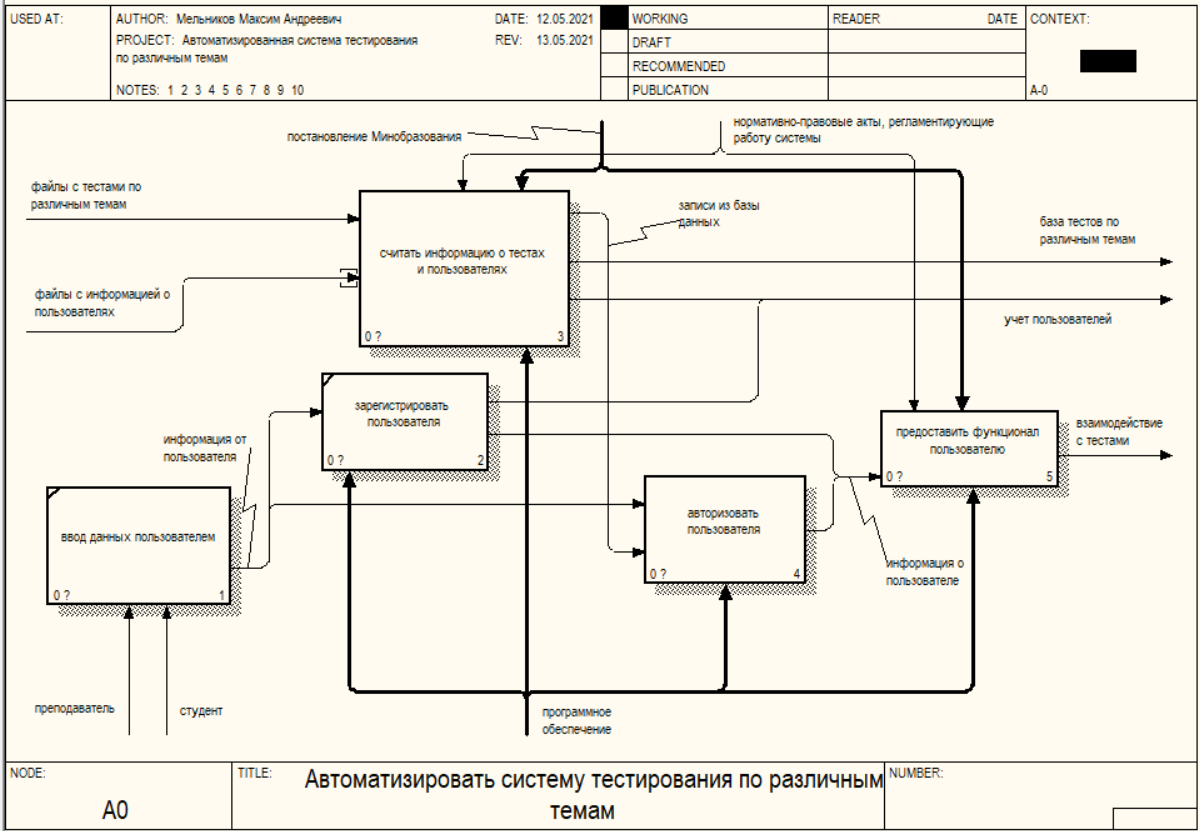 USED AT:
AUTHOR: Мельников Максим Андреевич
DATE: 12.05.2021
PROJECT: Автоматизированная система тестирования
по различным темам
REV: 13.05.2021
NOTES: 1 2 3 4 5 6 7 8 9 10
WORKING
DRAFT
RECOMMENDED
PUBLICATION
READER
DATE
CONTEXT:
A-0
постановление Минобразования
нормативно-правовые акты, регламентирующие
работу системы
файлы с тестами по
различным темам
записи из базы
данных
база тестов по
различным темам
считать информацию о тестах
и пользователях
0 ?
3
файлы с информацией о
пользователях
учет пользователей
зарегистрировать
пользователя
0 ?
2
информация от
пользователя
предоставить функционал
пользователю
0 ?
5
взаимодействие
с тестами
ввод данных пользователем
0 ?
1
авторизовать
пользователя
0 ?
4
информация о
пользователе
преподаватель
студент
программное
обеспечение
NODE:
A0
TITLE:
Автоматизировать систему тестирования по различным
темам
NUMBER: